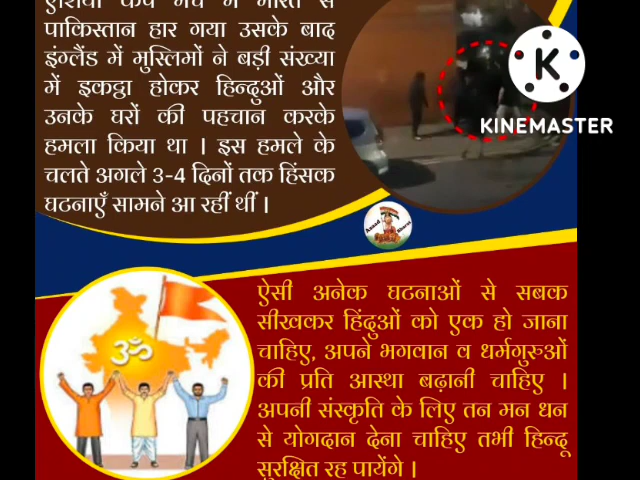 एशिया कप मैच में भारत से
पाकिस्तान हार गया उसके बाद
इंग्लैंड में मुस्लिमों ने बड़ी संख्या
में इकट्ठा होकर हिन्दुओं और
उनके घरों की पहचान करके
हमला किया था । इस हमले के
चलते अगले 3-4 दिनों तक हिंसक
घटनाएँ सामने आ रहीं थीं ।
K
KINEMASTER
ऐसी अनेक घटनाओं से सबक
सीखकर हिंदुओं को एक हो जाना
चाहिए, अपने भगवान व धर्मगुरुओं
की प्रति आस्था बढ़ानी चाहिए ।
अपनी संस्कृति के लिए तन मन धन
से योगदान देना चाहिए तभी हिन्दू
सुरक्षित रह पायेंगे ।
ॐ